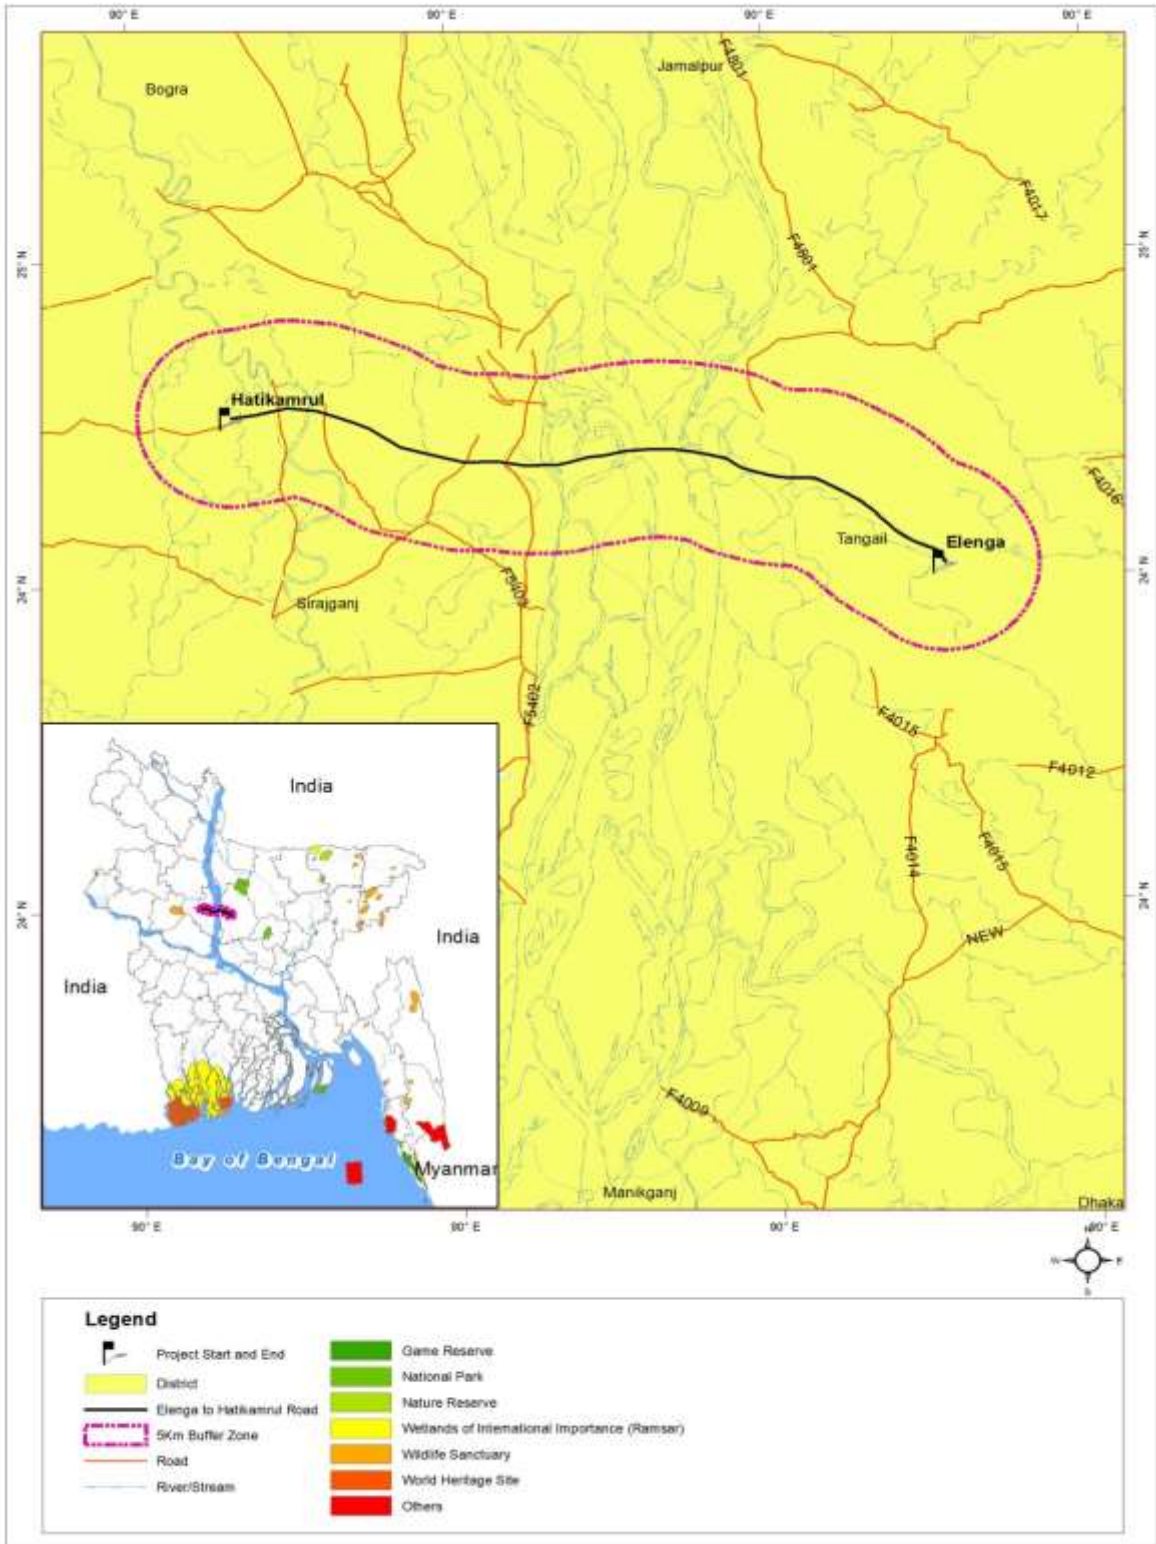 90° E 90° E 90° E 90° E
Jamalpur
F4801
Bogra
F4017
F4801
25° N
25° N
Hatikamrul
F4016
Tangail
Elenga
24° N
24° N
F5401
Sirajganj
F5402
F4015
F4012
India
F4014
F4015
24° N
24° N
India
NEW
India
F4009
Bay of Bengal
Myanmar
Manikganj
Dhaka
90° E 90° E 90° E 90° E
N
W E
S
Legend
Project Start and End
District
Elenga to Hatikamrul Road
5Km Buffer Zone
Road
River/Stream
Game Reserve
National Park
Nature Reserve
Wetlands of International Importance (Ramsar)
Wildlife Sanctuary
World Heritage Site
Others